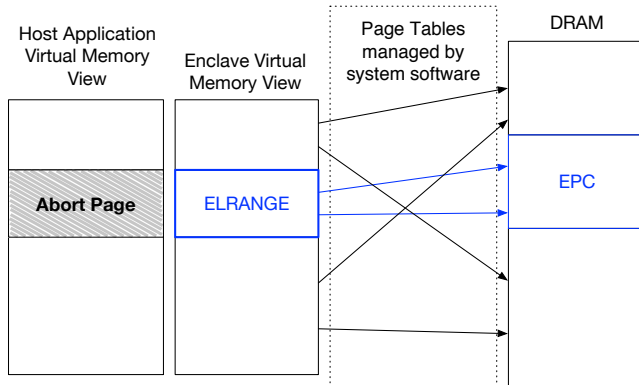 Host Application
Virtual Memory
View
Enclave Virtual
Memory View
Page Tables
managed by
system software
DRAM
Abort Page
ELRANGE
EPC